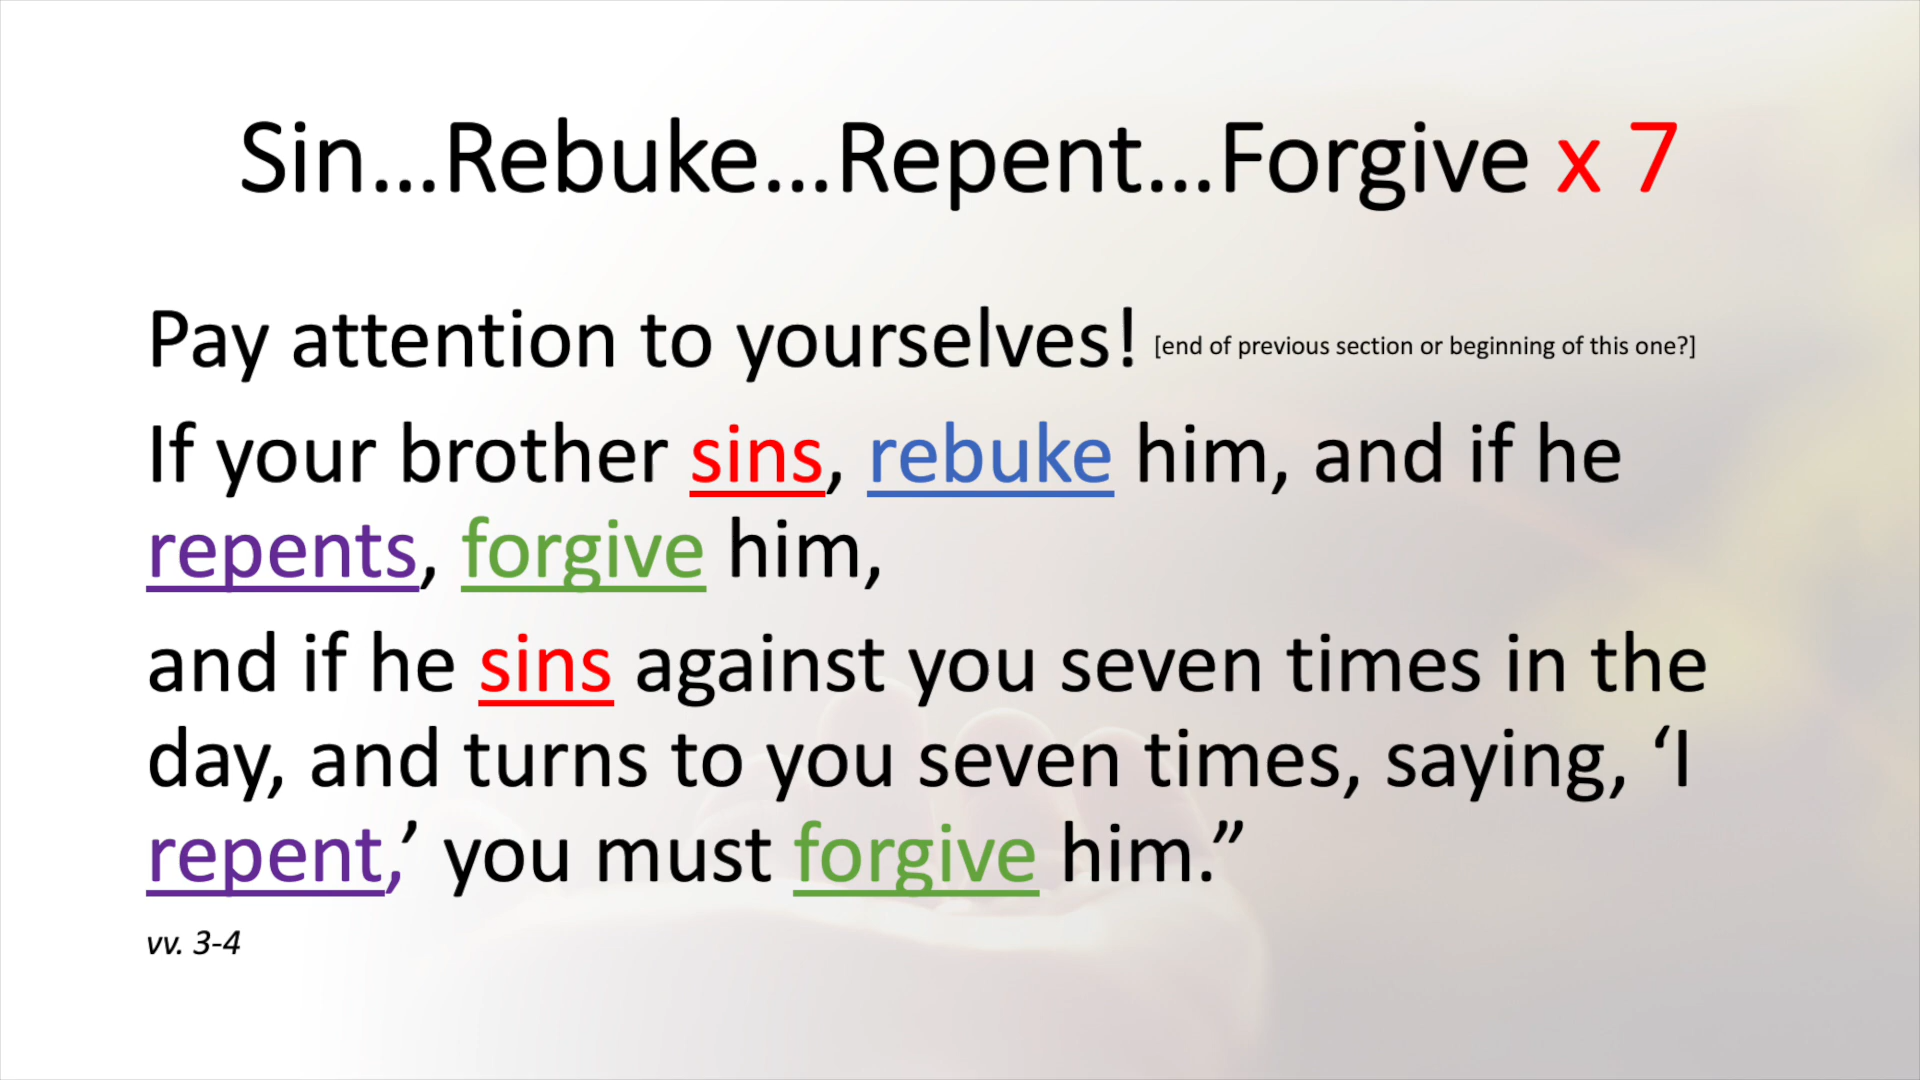 Sin…Rebuke…Repent…Forgive x 7
Pay attention to yourselves! [end of previous section or beginning of this one?]
If your brother sins, rebuke him, and if he
repents, forgive him,
and if he sins against you seven times in the
day, and turns to you seven times, saying, ‘I
repent,’ you must forgive him.”
vv. 3-4